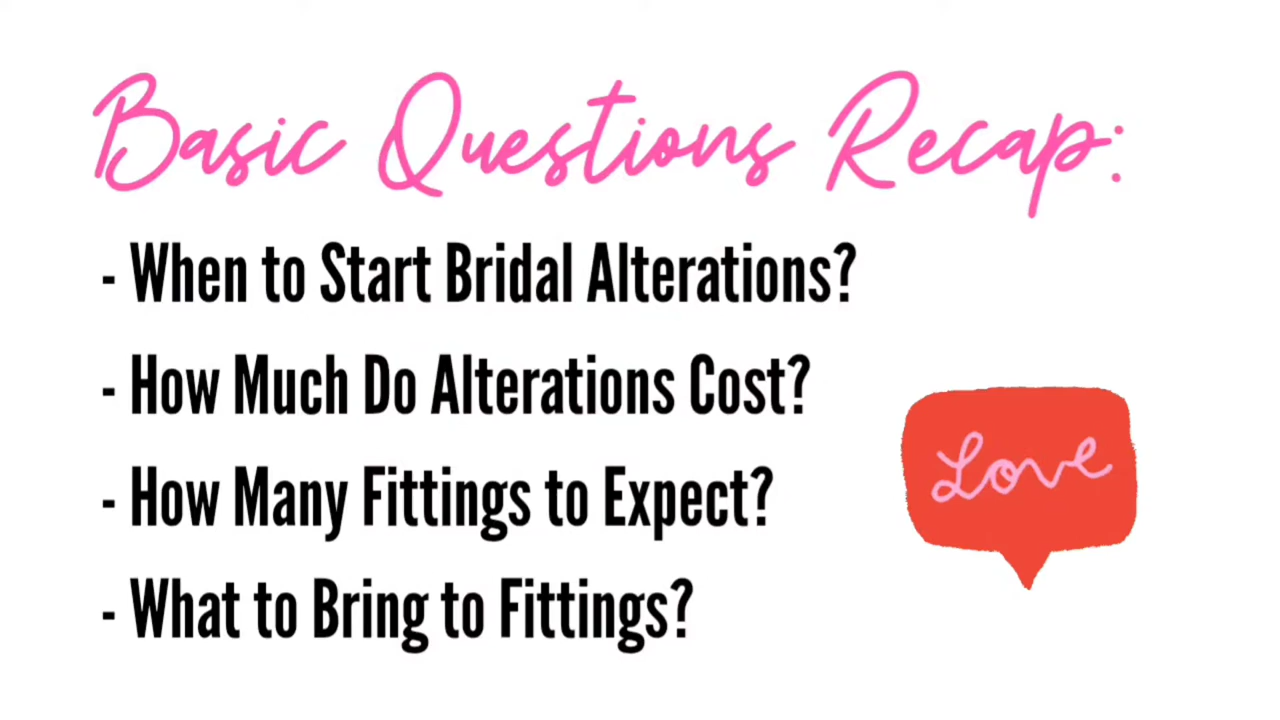 Basic Questions Recap:
- When to Start Bridal Alterations?
- How Much Do Alterations Cost?
- How Many Fittings to Expect?
- What to Bring to Fittings?
Love